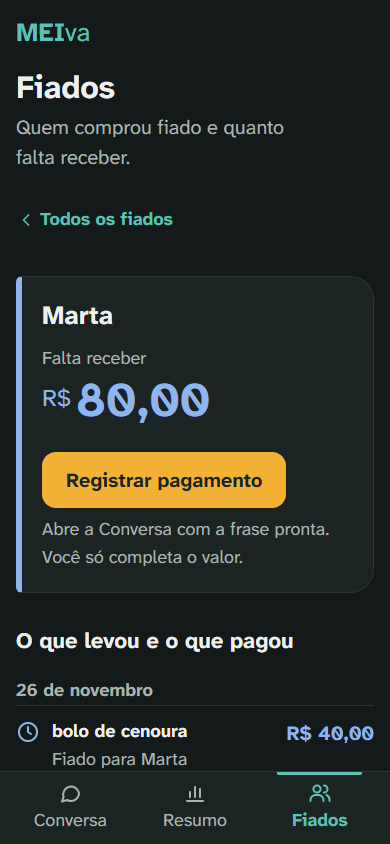 MEIva
Fiados
Quem comprou fiado e quanto
falta receber.
Todos os fiados
Marta
Falta receber
R$ 80,00
Registrar pagamento
Abre a Conversa com a frase pronta.
Você só completa o valor.
O que levou e o que pagou
26 de novembro
bolo de cenoura R$ 40,00
Fiado para Marta
Conversa Resumo Fiados